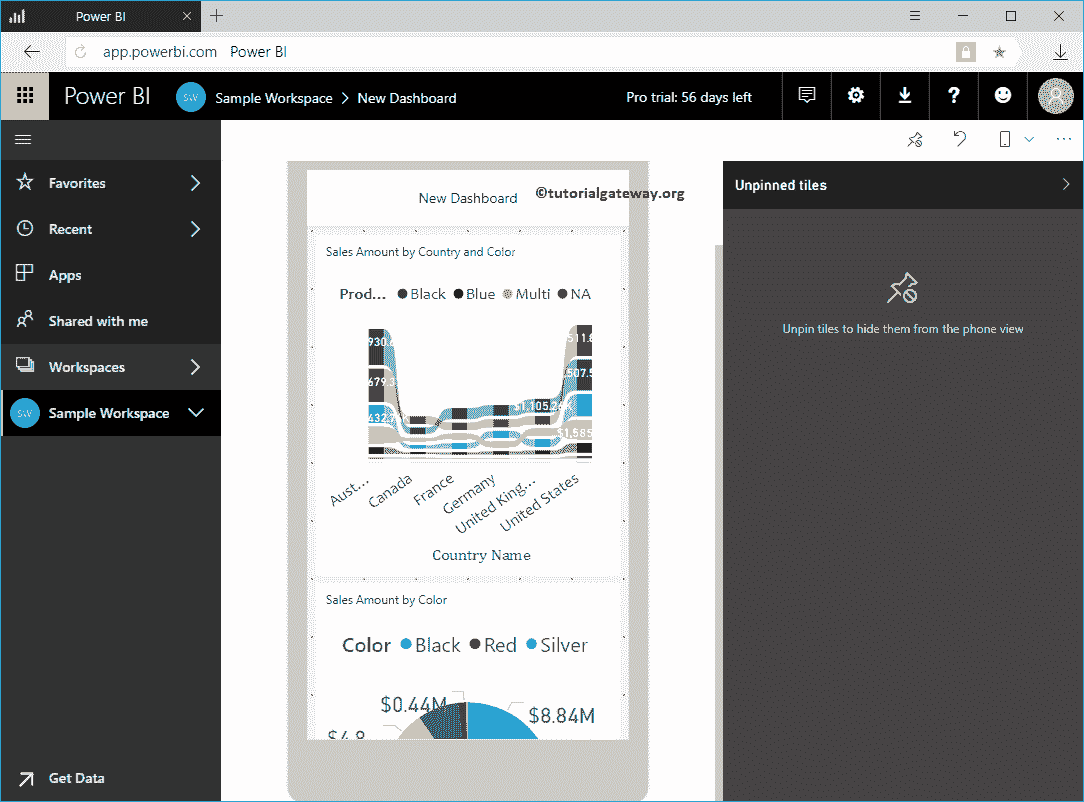 Power BI
app.powerbi.com Power BI
Power BI SW Sample Workspace > New Dashboard Pro trial: 56 days left
Favorites
Recent
Apps
Shared with me
Workspaces
SW Sample Workspace
Get Data
New Dashboard
©tutorialgateway.org
Sales Amount by Country and Color
Prod... Black Blue Multi NA
930.
679.3
432.
$1,105.2
511.8
507.5
$1,585
Aust... Canada France Germany United King... United States
Country Name
Sales Amount by Color
Color Black Red Silver
$0.44M
$8.84M
$4.8
Unpinned tiles
Unpin tiles to hide them from the phone view